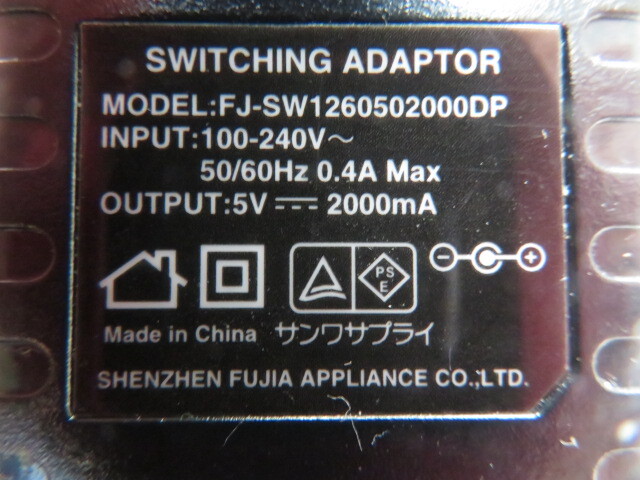 SWITCHING ADAPTOR
MODEL:FJ-SW1260502000DP
INPUT:100-240V～
50/60Hz 0.4A Max
OUTPUT:5V ⎓ 2000mA
PS
E
Made in China サンワサプライ
SHENZHEN FUJIA APPLIANCE CO.,LTD.